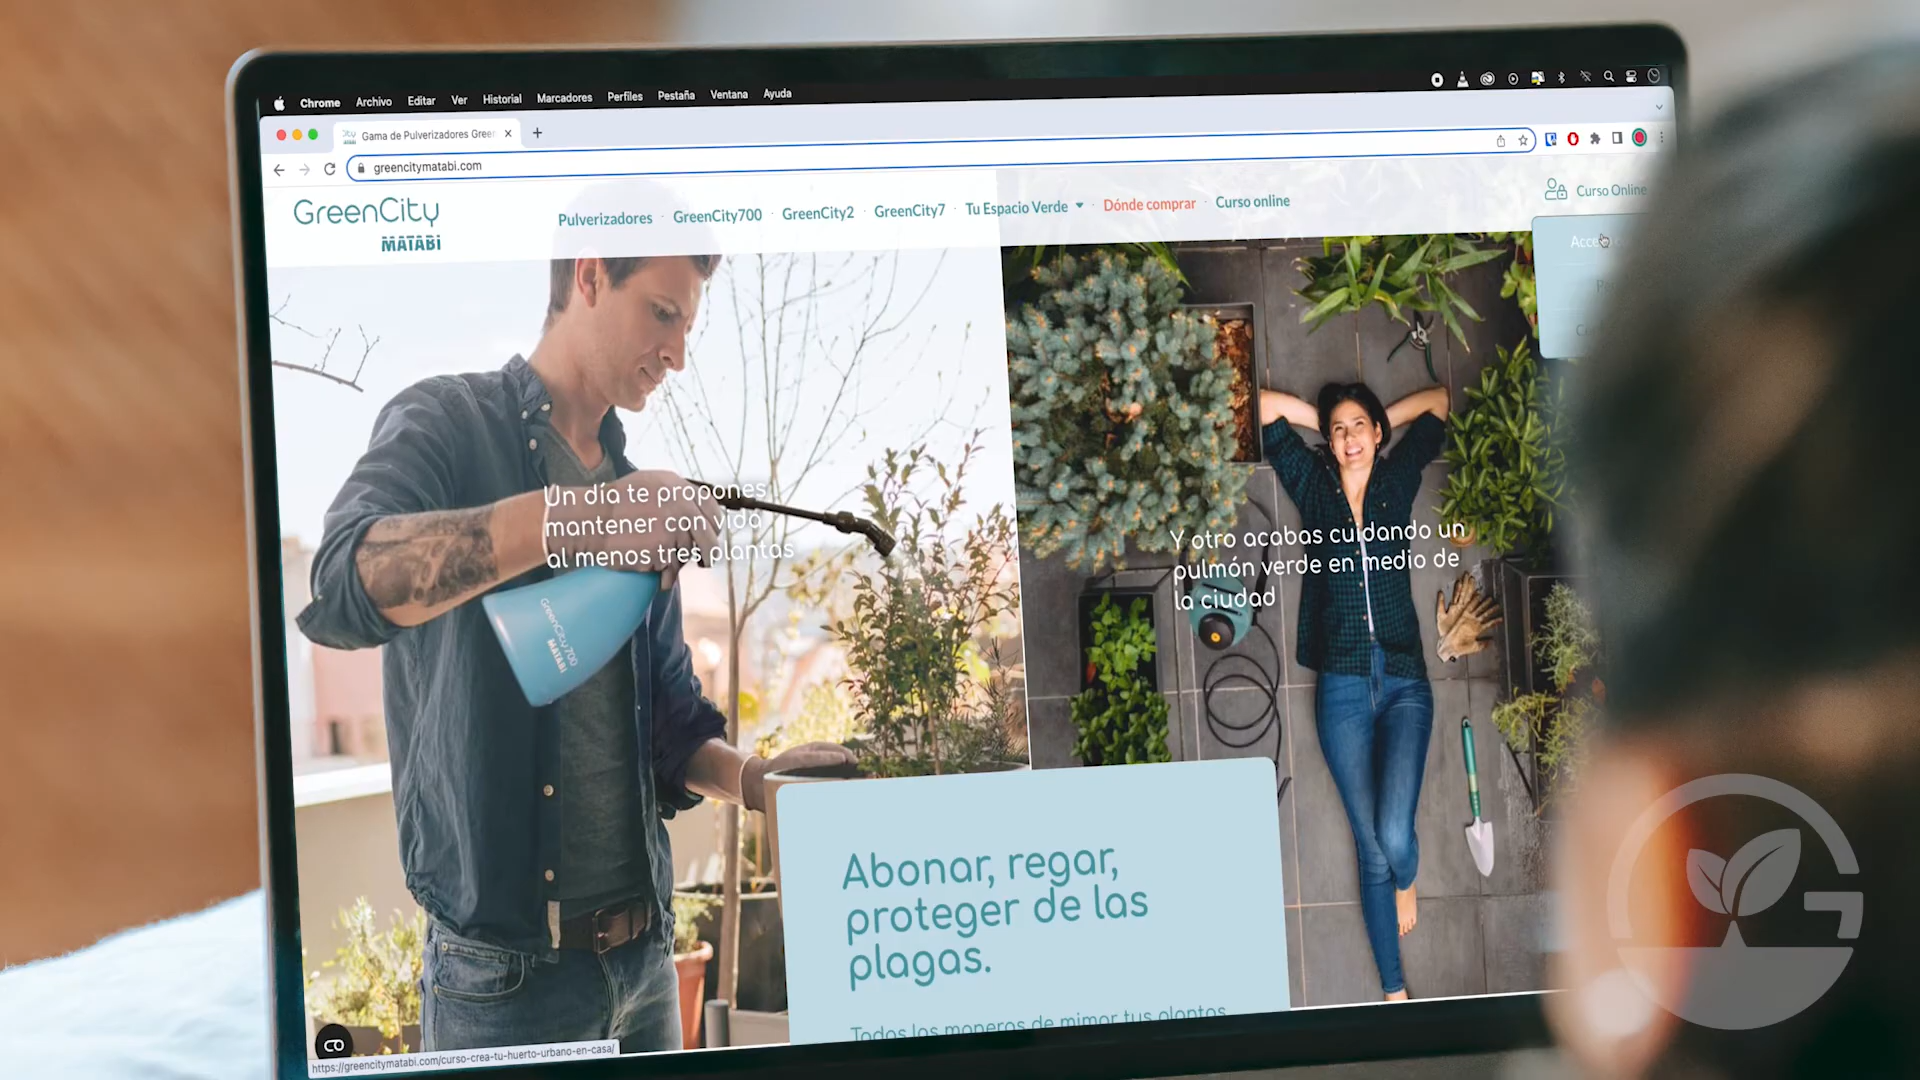 Chrome Archivo Editar Ver Historial Marcadores Perfiles Pestaña Ventana Ayuda
Gama de Pulverizadores Green
greencitymatabi.com
GreenCity
MATABI
Pulverizadores · GreenCity700 · GreenCity2 · GreenCity7 · Tu Espacio Verde · Dónde comprar · Curso online
Curso Online
Un día te propones
mantener con vida
al menos tres plantas
Y otro acabas cuidando un
pulmón verde en medio de
la ciudad
GreenCity700
MATABI
Abonar, regar,
proteger de las
plagas.
Todas las maneras de mimar tus plantas
https://greencitymatabi.com/curso-crea-tu-huerto-urbano-en-casa/